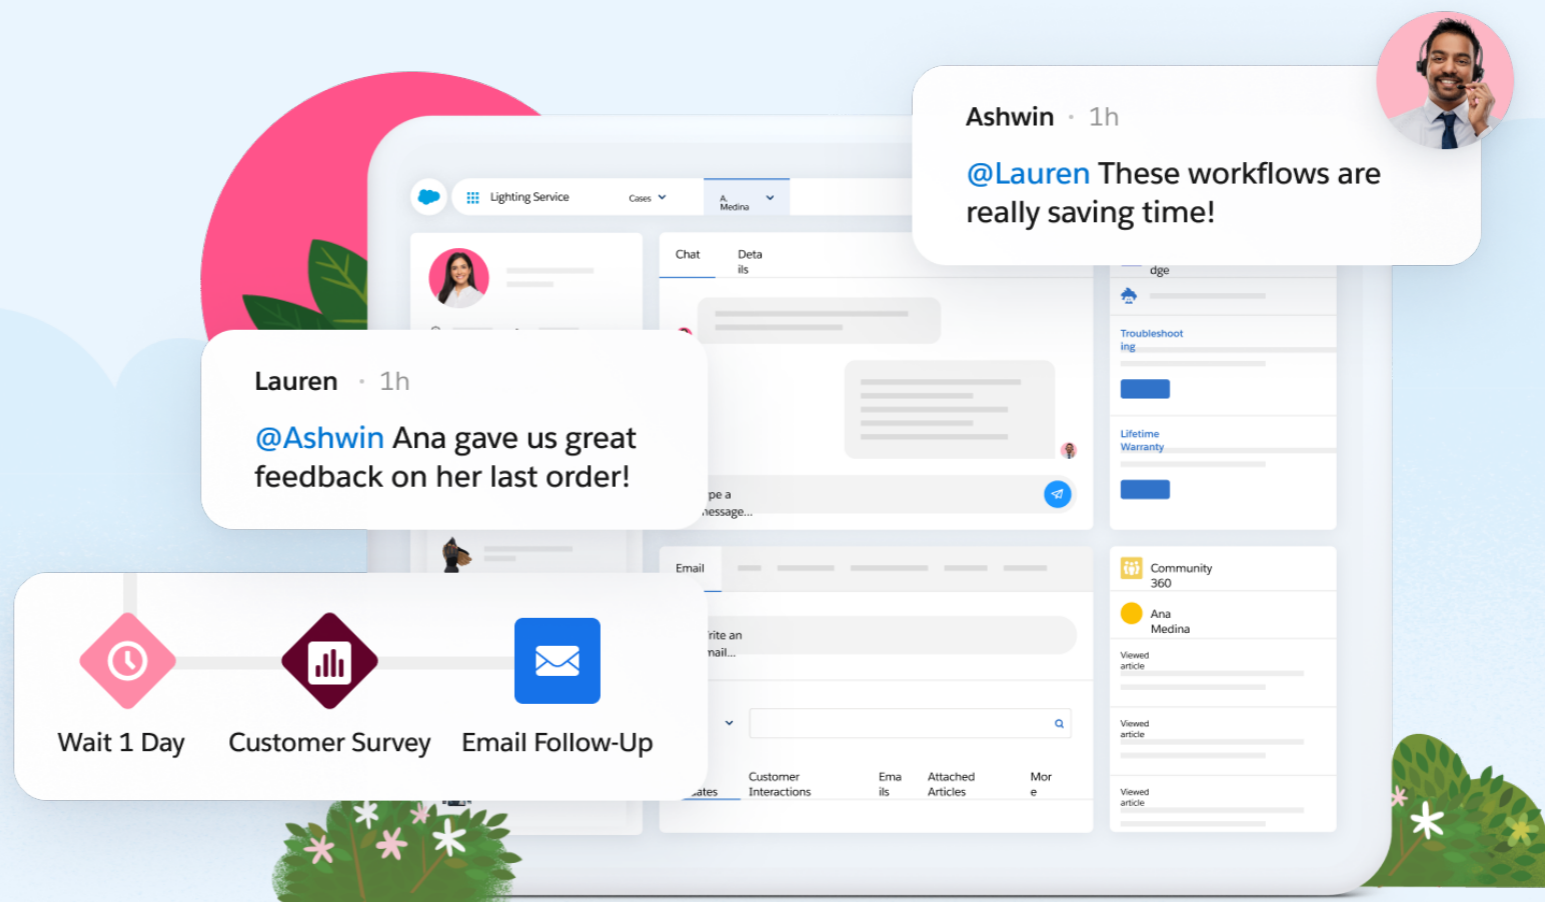 Ashwin · 1h
@Lauren These workflows are
really saving time!
Lighting Service
Cases
A.
Medina
Chat
Deta
ils
dge
Troubleshoot
ing
Lifetime
Warranty
Lauren · 1h
@Ashwin Ana gave us great
feedback on her last order!
pe a
essage...
Email
rite an
mail...
Wait 1 Day
Customer Survey
Email Follow-Up
ates
Customer
Interactions
Ema
ils
Attached
Articles
Mor
e
Community
360
Ana
Medina
Viewed
article
Viewed
article
Viewed
article